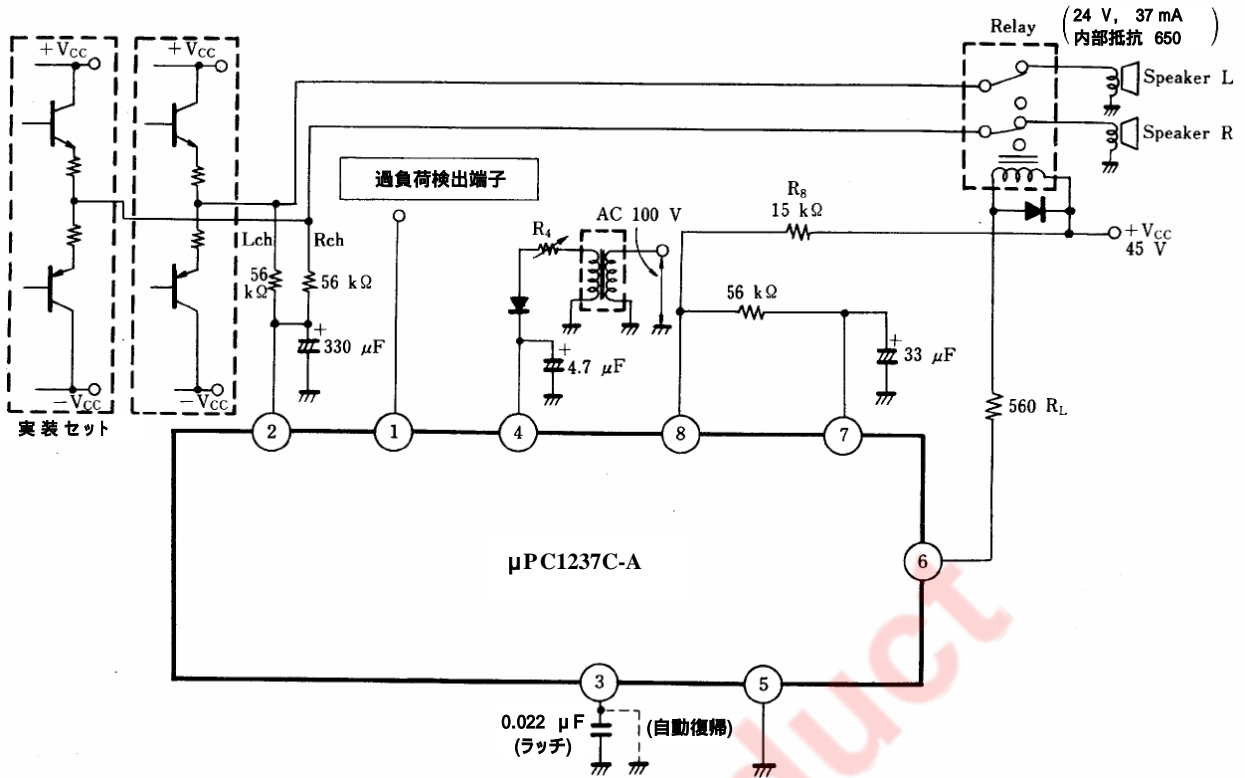 Relay
(24 V, 37 mA
内部抵抗 650)
+VCC
+VCC
Speaker L
Speaker R
過負荷検出端子
R4
AC 100 V
R8
15 kΩ
+VCC
45 V
Lch
Rch
56
kΩ
56 kΩ
56 kΩ
+
330 μF
+
4.7 μF
+
33 μF
560 RL
−VCC
−VCC
実装セット
2
1
4
8
7
μPC1237C-A
6
3
5
0.022 μF
(ラッチ)
(自動復帰)
duct